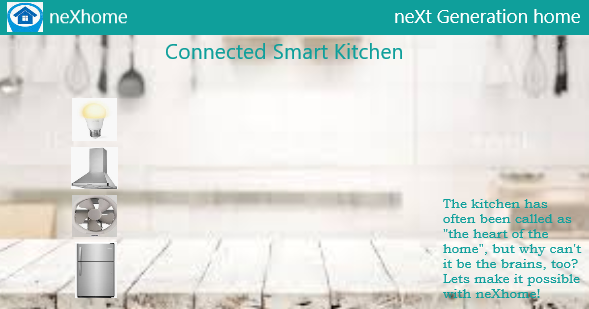 neXhome
neXt Generation home
Connected Smart Kitchen
The kitchen has
often been called as
"the heart of the
home", but why can't
it be the brains, too?
Lets make it possible
with neXhome!